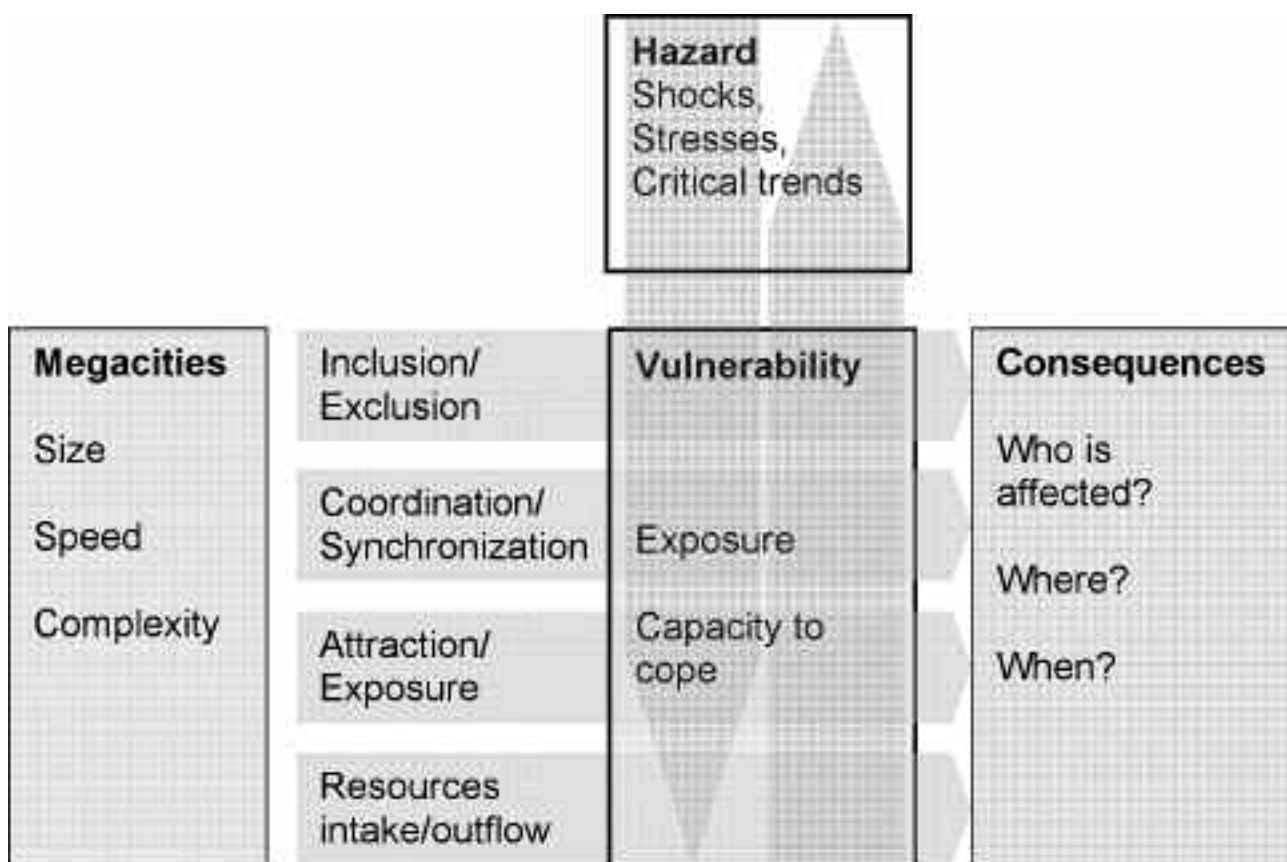 Hazard
Shocks,
Stresses,
Critical trends
Megacities
Size
Speed
Complexity
Inclusion/
Exclusion
Coordination/
Synchronization
Attraction/
Exposure
Resources
intake/outflow
Vulnerability
Exposure
Capacity to
cope
Consequences
Who is
affected?
Where?
When?